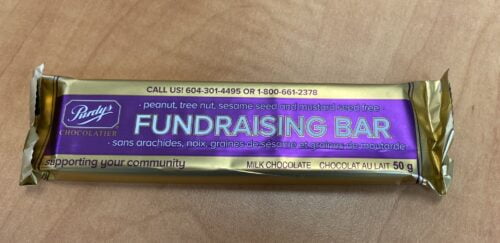 CALL US! 604-301-4495 OR 1-800-661-2378
· peanut, tree nut, sesame seed and mustard seed free ·
Purdys
CHOCOLATIER
FUNDRAISING BAR
· sans arachides, noix, graines de sésame et graines de moutarde ·
supporting your community
MILK CHOCOLATE CHOCOLAT AU LAIT 50 g